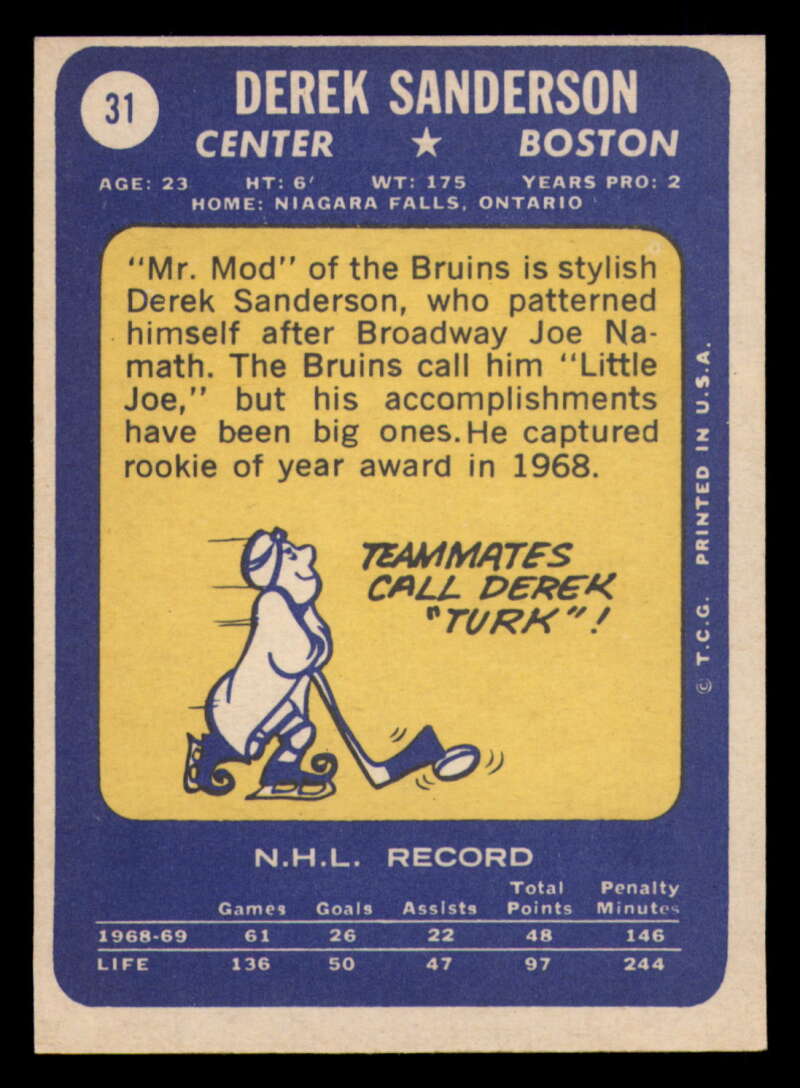 31
DEREK SANDERSON
CENTER ★ BOSTON
AGE: 23 HT: 6' WT: 175 YEARS PRO: 2
HOME: NIAGARA FALLS, ONTARIO
"Mr. Mod" of the Bruins is stylish
Derek Sanderson, who patterned
himself after Broadway Joe Na-
math. The Bruins call him "Little
Joe," but his accomplishments
have been big ones. He captured
rookie of year award in 1968.
TEAMMATES
CALL DEREK
"TURK"!
© T.C.G. PRINTED IN U.S.A.
N.H.L. RECORD
Games Goals Assists Total Points Penalty Minutes
1968-69 61 26 22 48 146
LIFE 136 50 47 97 244